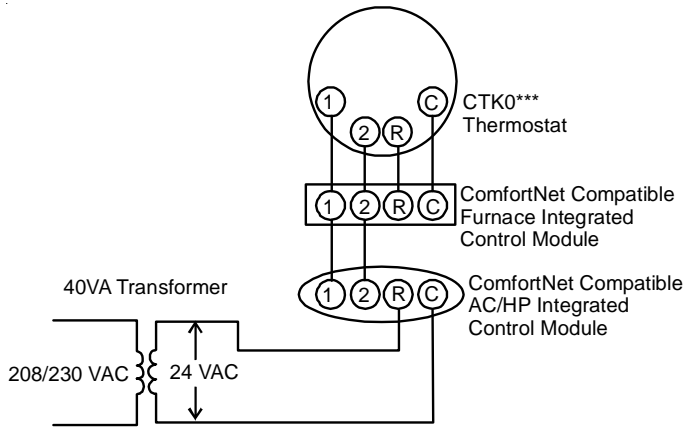 1
C
2
R
CTK0***
Thermostat
1
2
R
C
ComfortNet Compatible
Furnace Integrated
Control Module
40VA Transformer
1
2
R
C
ComfortNet Compatible
AC/HP Integrated
Control Module
208/230 VAC
24 VAC